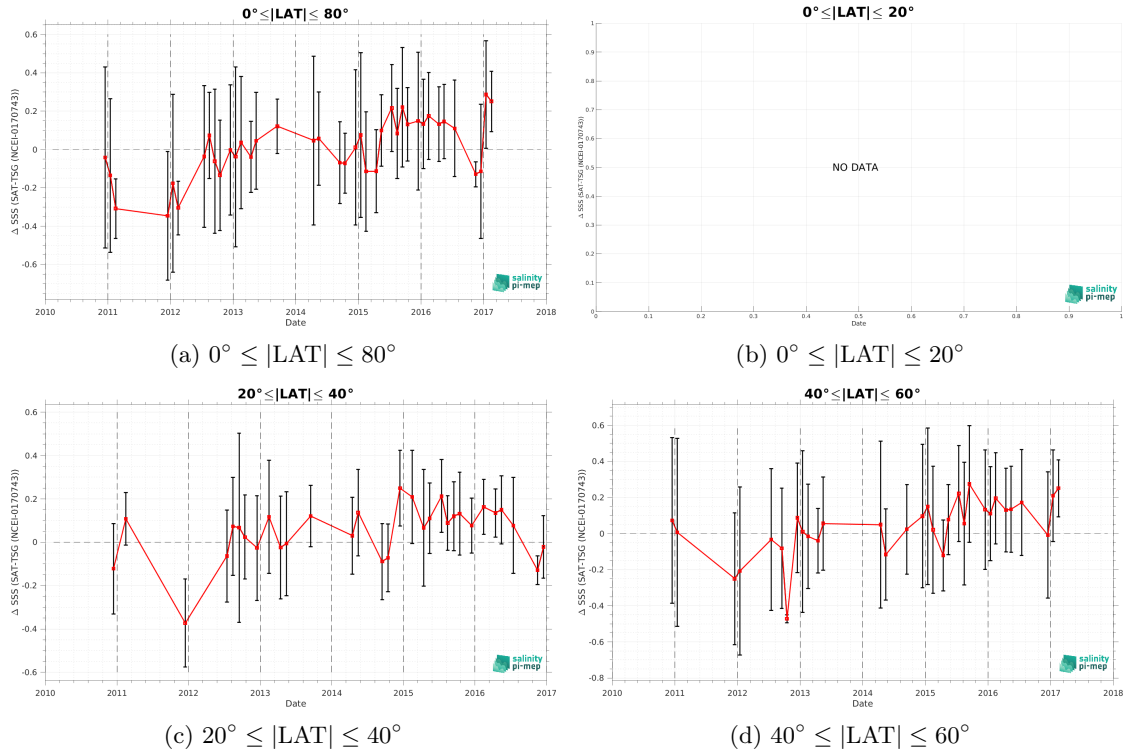 0°≤|LAT|≤ 80°
Δ SSS (SAT-TSG (NCEI-0170743))
0.6
0.4
0.2
0
-0.2
-0.4
-0.6
2010 2011 2012 2013 2014 2015 2016 2017 2018
Date
salinity
pi-mep
(a) 0° ≤ |LAT| ≤ 80°
0°≤|LAT|≤ 20°
Δ SSS (SAT-TSG (NCEI-0170743))
1
0.9
0.8
0.7
0.6
0.5
0.4
0.3
0.2
0.1
0
NO DATA
0 0.1 0.2 0.3 0.4 0.5 0.6 0.7 0.8 0.9 1
Date
salinity
pi-mep
(b) 0° ≤ |LAT| ≤ 20°
20°≤|LAT|≤ 40°
Δ SSS (SAT-TSG (NCEI-0170743))
0.6
0.4
0.2
0
-0.2
-0.4
-0.6
2010 2011 2012 2013 2014 2015 2016 2017
Date
salinity
pi-mep
(c) 20° ≤ |LAT| ≤ 40°
40°≤|LAT|≤ 60°
Δ SSS (SAT-TSG (NCEI-0170743))
0.6
0.4
0.2
0
-0.2
-0.4
-0.6
-0.8
2010 2011 2012 2013 2014 2015 2016 2017 2018
Date
salinity
pi-mep
(d) 40° ≤ |LAT| ≤ 60°